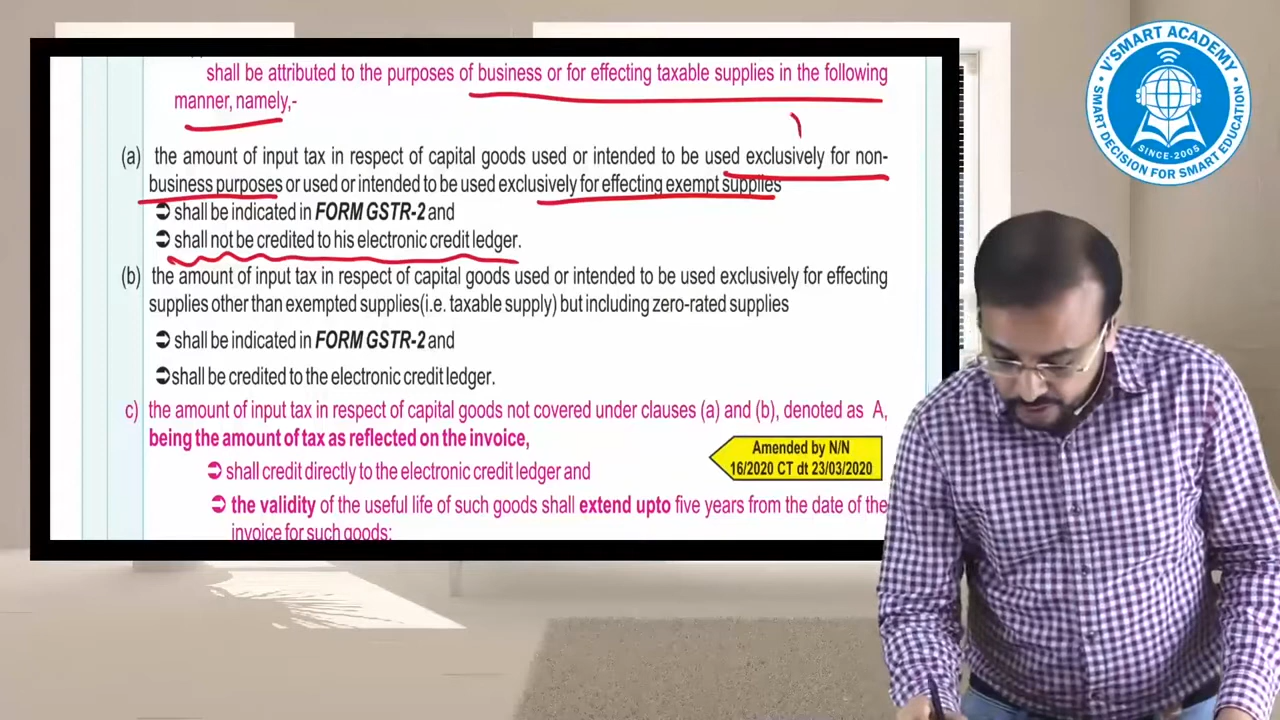 shall be attributed to the purposes of business or for effecting taxable supplies in the following
manner, namely,-
(a) the amount of input tax in respect of capital goods used or intended to be used exclusively for non-
business purposes or used or intended to be used exclusively for effecting exempt supplies
➲ shall be indicated in FORM GSTR-2 and
➲ shall not be credited to his electronic credit ledger.
(b) the amount of input tax in respect of capital goods used or intended to be used exclusively for effecting
supplies other than exempted supplies(i.e. taxable supply) but including zero-rated supplies
➲ shall be indicated in FORM GSTR-2 and
➲shall be credited to the electronic credit ledger.
c) the amount of input tax in respect of capital goods not covered under clauses (a) and (b), denoted as A,
being the amount of tax as reflected on the invoice,
Amended by N/N
16/2020 CT dt 23/03/2020
➲ shall credit directly to the electronic credit ledger and
➲ the validity of the useful life of such goods shall extend upto five years from the date of the
invoice for such goods:
V'SMART ACADEMY
SINCE-2005
SMART DECISION FOR SMART EDUCATION